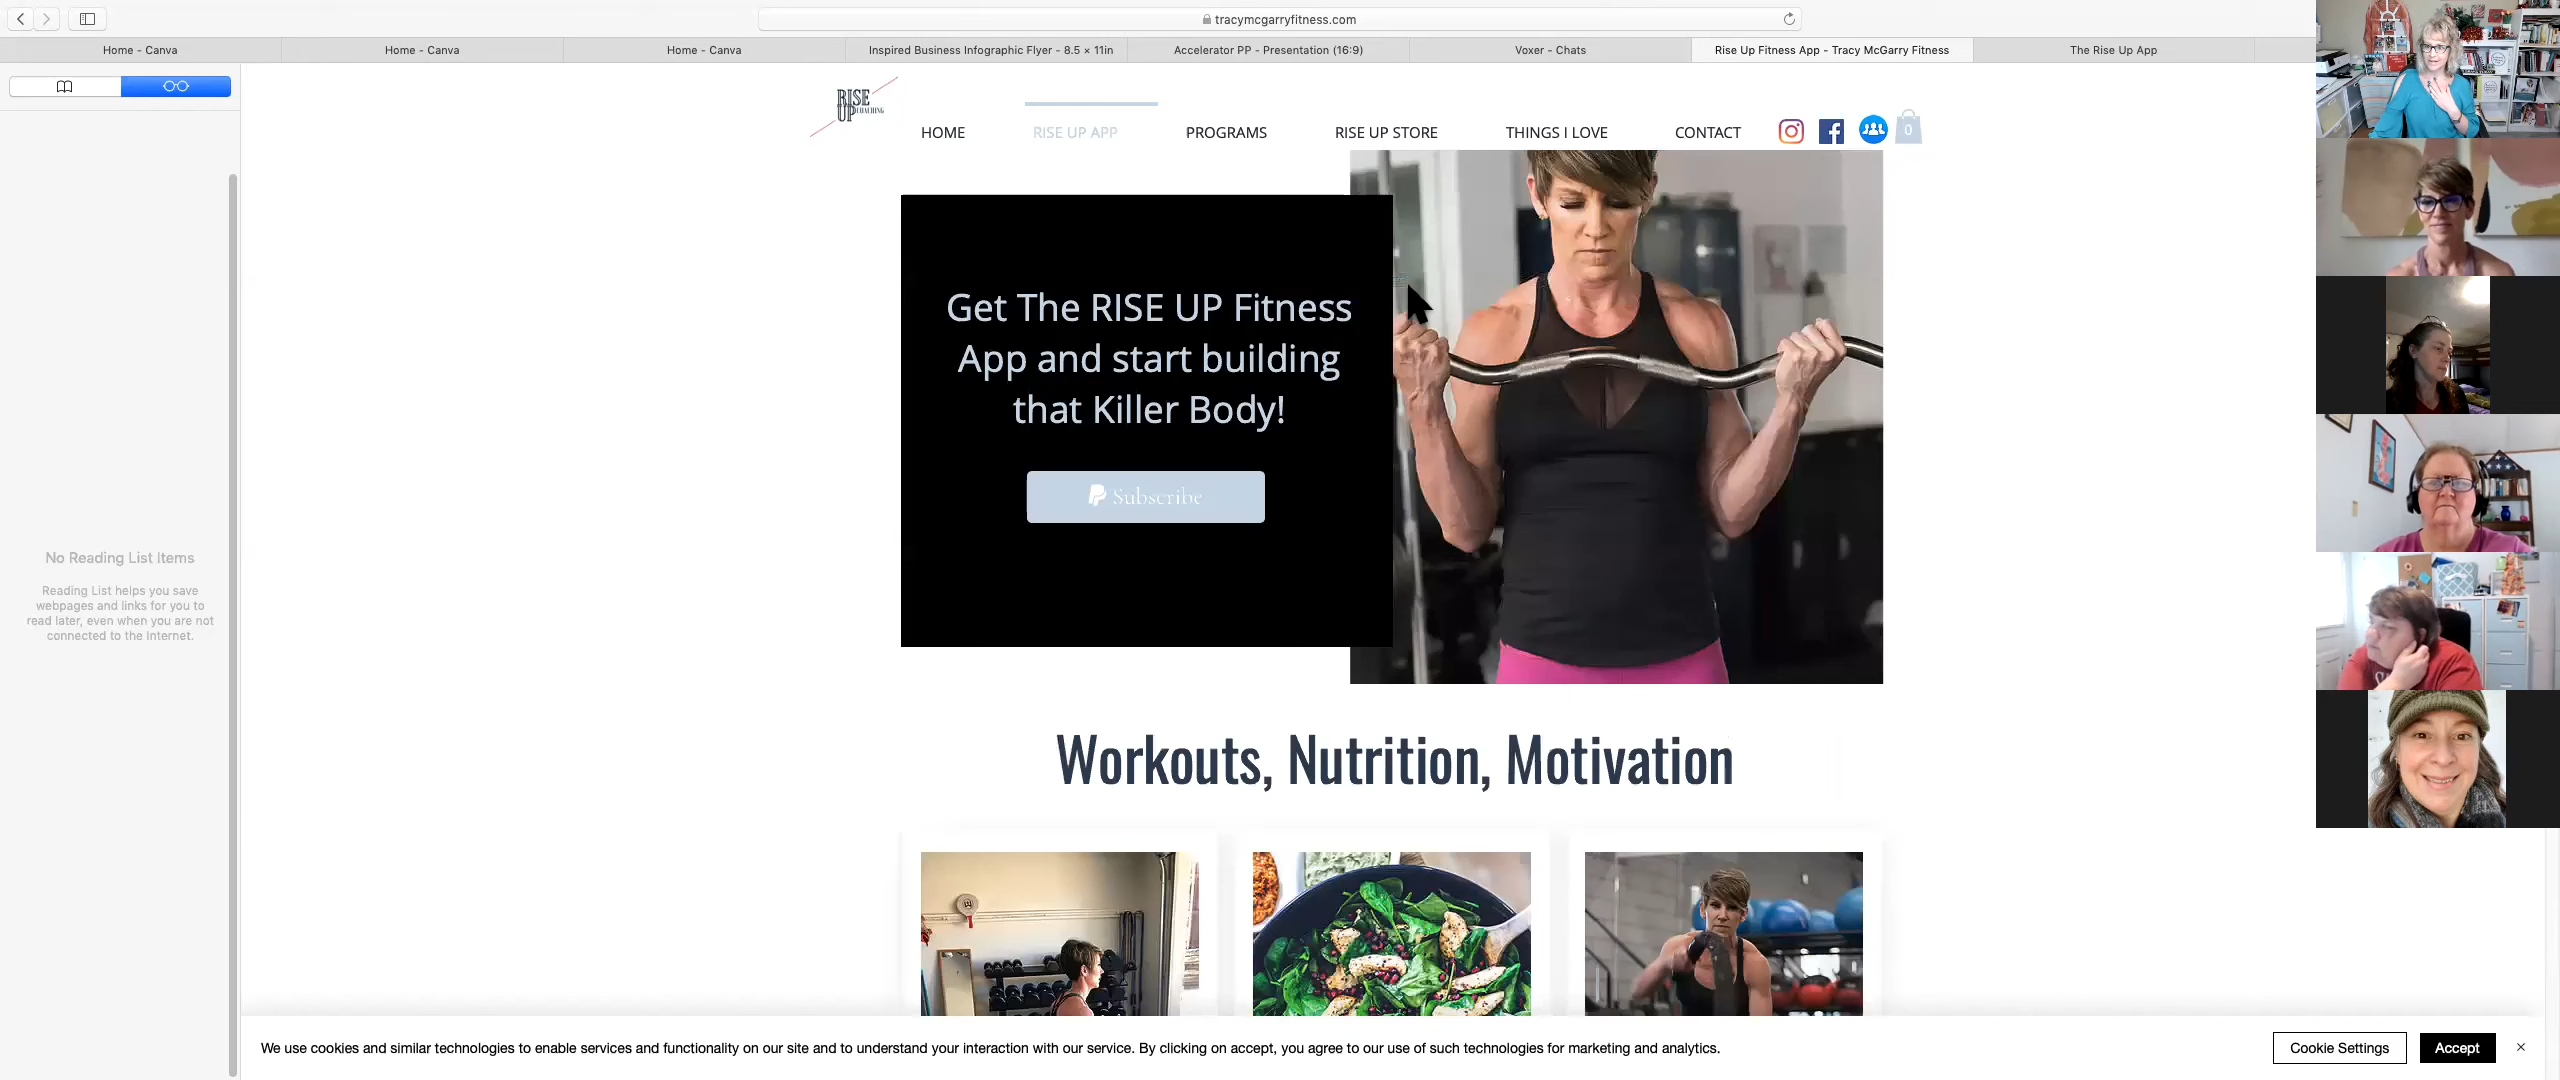 tracymcgarryfitness.com
Home - Canva
Home - Canva
Home - Canva
Inspired Business Infographic Flyer - 8.5 × 11in
Accelerator PP - Presentation (16:9)
Voxer - Chats
Rise Up Fitness App - Tracy McGarry Fitness
The Rise Up App
RISE
UP COACHING
HOME
RISE UP APP
PROGRAMS
RISE UP STORE
THINGS I LOVE
CONTACT
0
Get The RISE UP Fitness
App and start building
that Killer Body!
Subscribe
No Reading List Items
Reading List helps you save
webpages and links for you to
read later, even when you are not
connected to the Internet.
Workouts, Nutrition, Motivation
We use cookies and similar technologies to enable services and functionality on our site and to understand your interaction with our service. By clicking on accept, you agree to our use of such technologies for marketing and analytics.
Cookie Settings
Accept